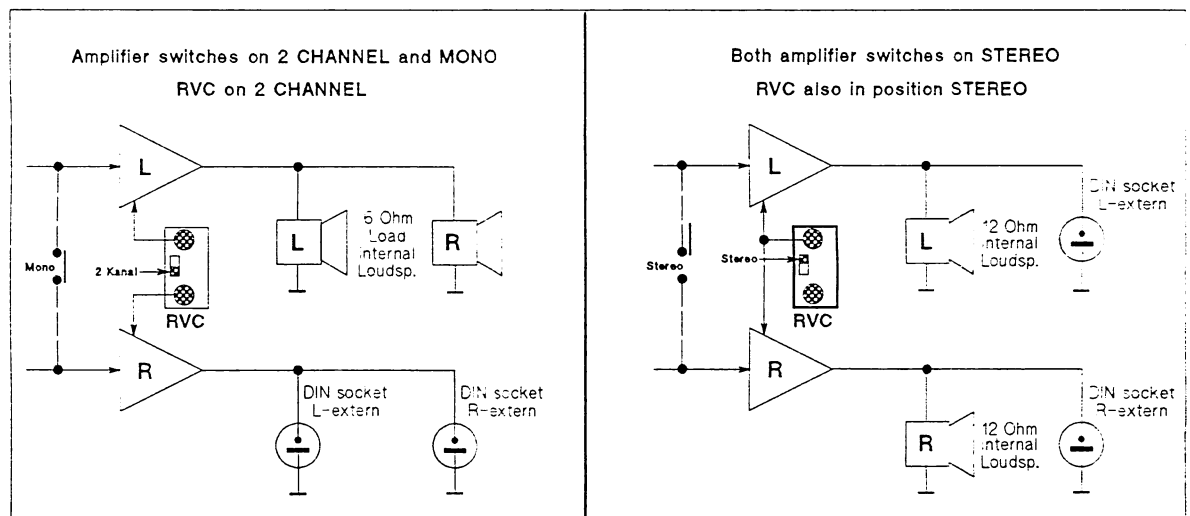 Amplifier switches on 2 CHANNEL and MONO
RVC on 2 CHANNEL
L
6 Ohm
Load
Internal
Loudsp.
L
R
Mono
2 Kanal
RVC
R
DIN socket
L-extern
DIN socket
R-extern
Both amplifier switches on STEREO
RVC also in position STEREO
L
DIN socket
L-extern
L
12 Ohm
Internal
Loudsp.
Stereo
Stereo
RVC
R
DIN socket
R-extern
R
12 Ohm
Internal
Loudsp.